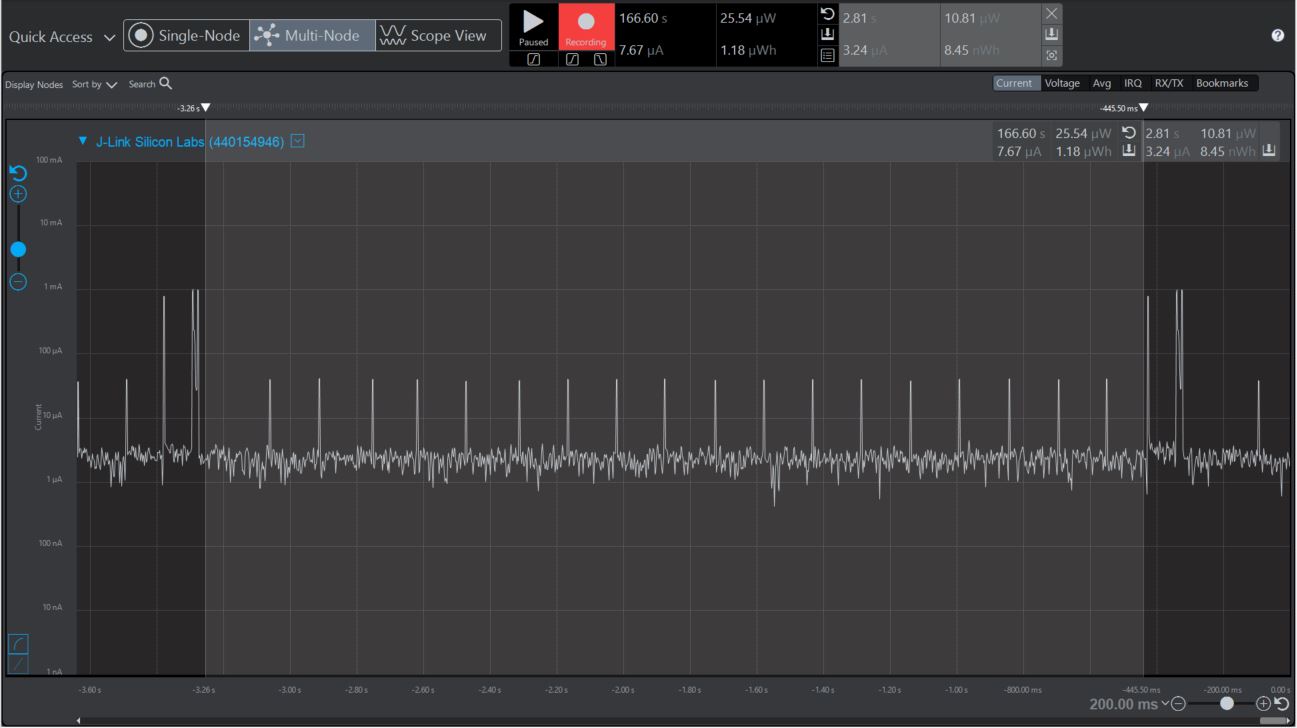 Quick Access Single-Node Multi-Node Scope View
Paused Recording
166.60 s 25.54 µW
7.67 µA 1.18 µWh
2.81 s 10.81 µW
3.24 µA 8.45 nWh
?
Display Nodes Sort by Search
Current Voltage Avg IRQ RX/TX Bookmarks
-3.26 s -445.50 ms
J-Link Silicon Labs (440154946)
166.60 s 25.54 µW 2.81 s 10.81 µW
7.67 µA 1.18 µWh 3.24 µA 8.45 nWh
100 mA
10 mA
1 mA
100 µA
Current
10 µA
1 µA
100 nA
10 nA
1 nA
-3.60 s -3.26 s -3.00 s -2.80 s -2.60 s -2.40 s -2.20 s -2.00 s -1.80 s -1.60 s -1.40 s -1.20 s -1.00 s -800.00 ms -445.50 ms -200.00 ms 0.00 s
200.00 ms